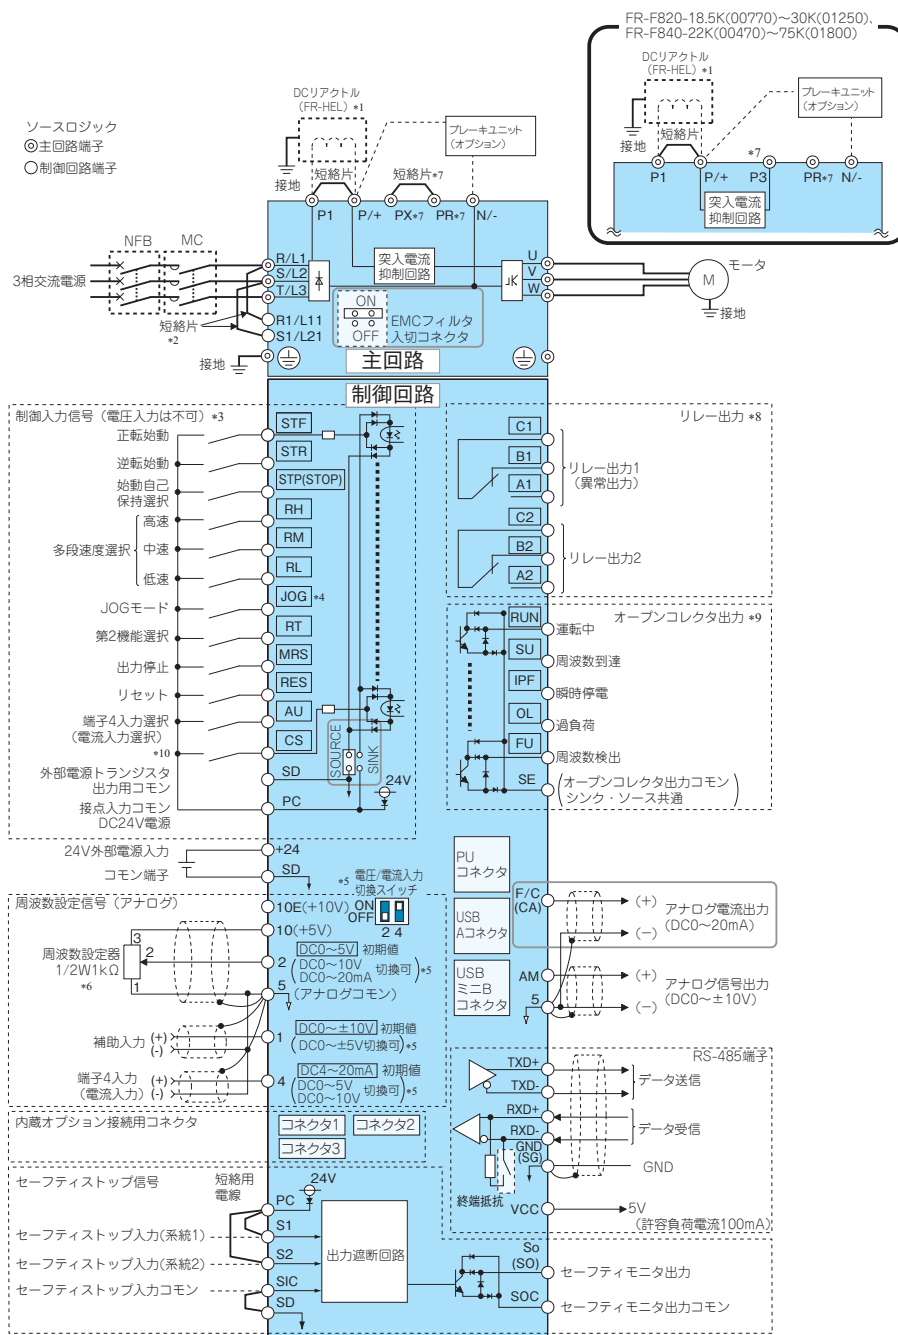 FR-F820-18.5K(00770)～30K(01250)、
FR-F840-22K(00470)～75K(01800)
DCリアクトル
(FR-HEL) *1
ブレーキユニット
(オプション)
接地
短絡片
*7
P1
P/+
P3
PR*7
N/-
突入電流
抑制回路
ソースロジック
主回路端子
制御回路端子
DCリアクトル
(FR-HEL) *1
ブレーキユニット
(オプション)
接地
短絡片
短絡片*7
P1
P/+
PX*7
PR*7
N/-
NFB
MC
3相交流電源
R/L1
S/L2
T/L3
R1/L11
S1/L21
短絡片
*2
接地
突入電流
抑制回路
ON
OFF
EMCフィルタ
入切コネクタ
主回路
U
V
W
M
モータ
接地
制御回路
制御入力信号（電圧入力は不可）*3
正転始動
STF
逆転始動
STR
始動自己
保持選択
STP(STOP)
多段速度選択
高速
RH
中速
RM
低速
RL
JOGモード
JOG *4
第2機能選択
RT
出力停止
MRS
リセット
RES
端子4入力選択
(電流入力選択)
AU
*10
CS
SOURCE
SINK
外部電源トランジスタ
出力用コモン
SD
24V
接点入力コモン
DC24V電源
PC
24V外部電源入力
+24
コモン端子
SD
リレー出力 *8
C1
B1
A1
リレー出力1
(異常出力)
C2
B2
A2
リレー出力2
オープンコレクタ出力 *9
RUN
運転中
SU
周波数到達
IPF
瞬時停電
OL
過負荷
FU
周波数検出
SE
(オープンコレクタ出力コモン
シンク・ソース共通)
*5 電圧/電流入力
切換スイッチ
周波数設定信号（アナログ）
10E(+10V)
ON
OFF
2 4
10(+5V)
周波数設定器
1/2W1kΩ
*6
3
2
1
2
DC0～5V 初期値
(DC0～10V
DC0～20mA 切換可) *5
5
(アナログコモン)
補助入力
(+)
(-)
1
DC0～±10V 初期値
(DC0～±5V切換可) *5
端子4入力
(電流入力)
(+)
(-)
4
DC4～20mA 初期値
(DC0～5V
DC0～10V 切換可) *5
PU
コネクタ
USB
Aコネクタ
USB
ミニB
コネクタ
F/C
(CA)
(+)
(−)
アナログ電流出力
(DC0～20mA)
AM
5
(+)
(−)
アナログ信号出力
(DC0～±10V)
RS-485端子
TXD+
TXD-
データ送信
RXD+
RXD-
データ受信
GND
(SG)
GND
終端抵抗
VCC
5V
(許容負荷電流100mA)
内蔵オプション接続用コネクタ
コネクタ1
コネクタ2
コネクタ3
セーフティストップ信号
短絡用
電線
24V
PC
セーフティストップ入力(系統1)
S1
セーフティストップ入力(系統2)
S2
セーフティストップ入力コモン
SIC
SD
出力遮断回路
So
(SO)
セーフティモニタ出力
SOC
セーフティモニタ出力コモン